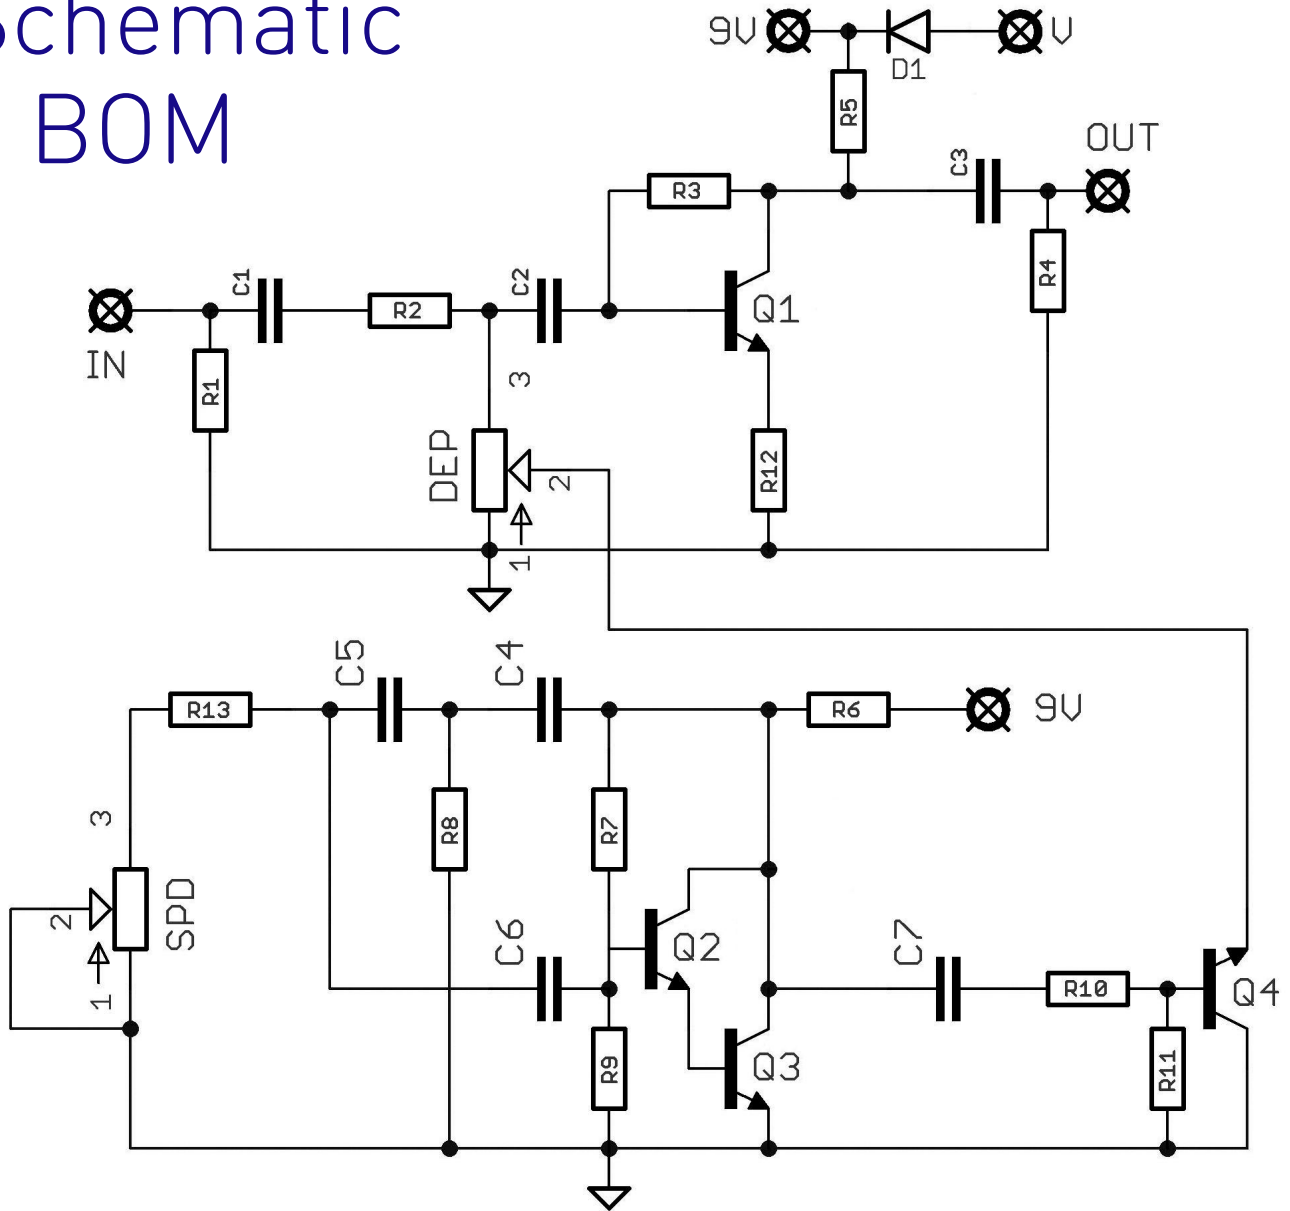 Schematic
BOM
9V
V
D1
R5
OUT
C3
R3
R4
C1
C2
R2
Q1
IN
R1
3
DEP
2
R12
1
C5
C4
R13
R6
9V
3
R8
R7
2
SPD
C6
Q2
C7
1
R10
Q4
R9
Q3
R11